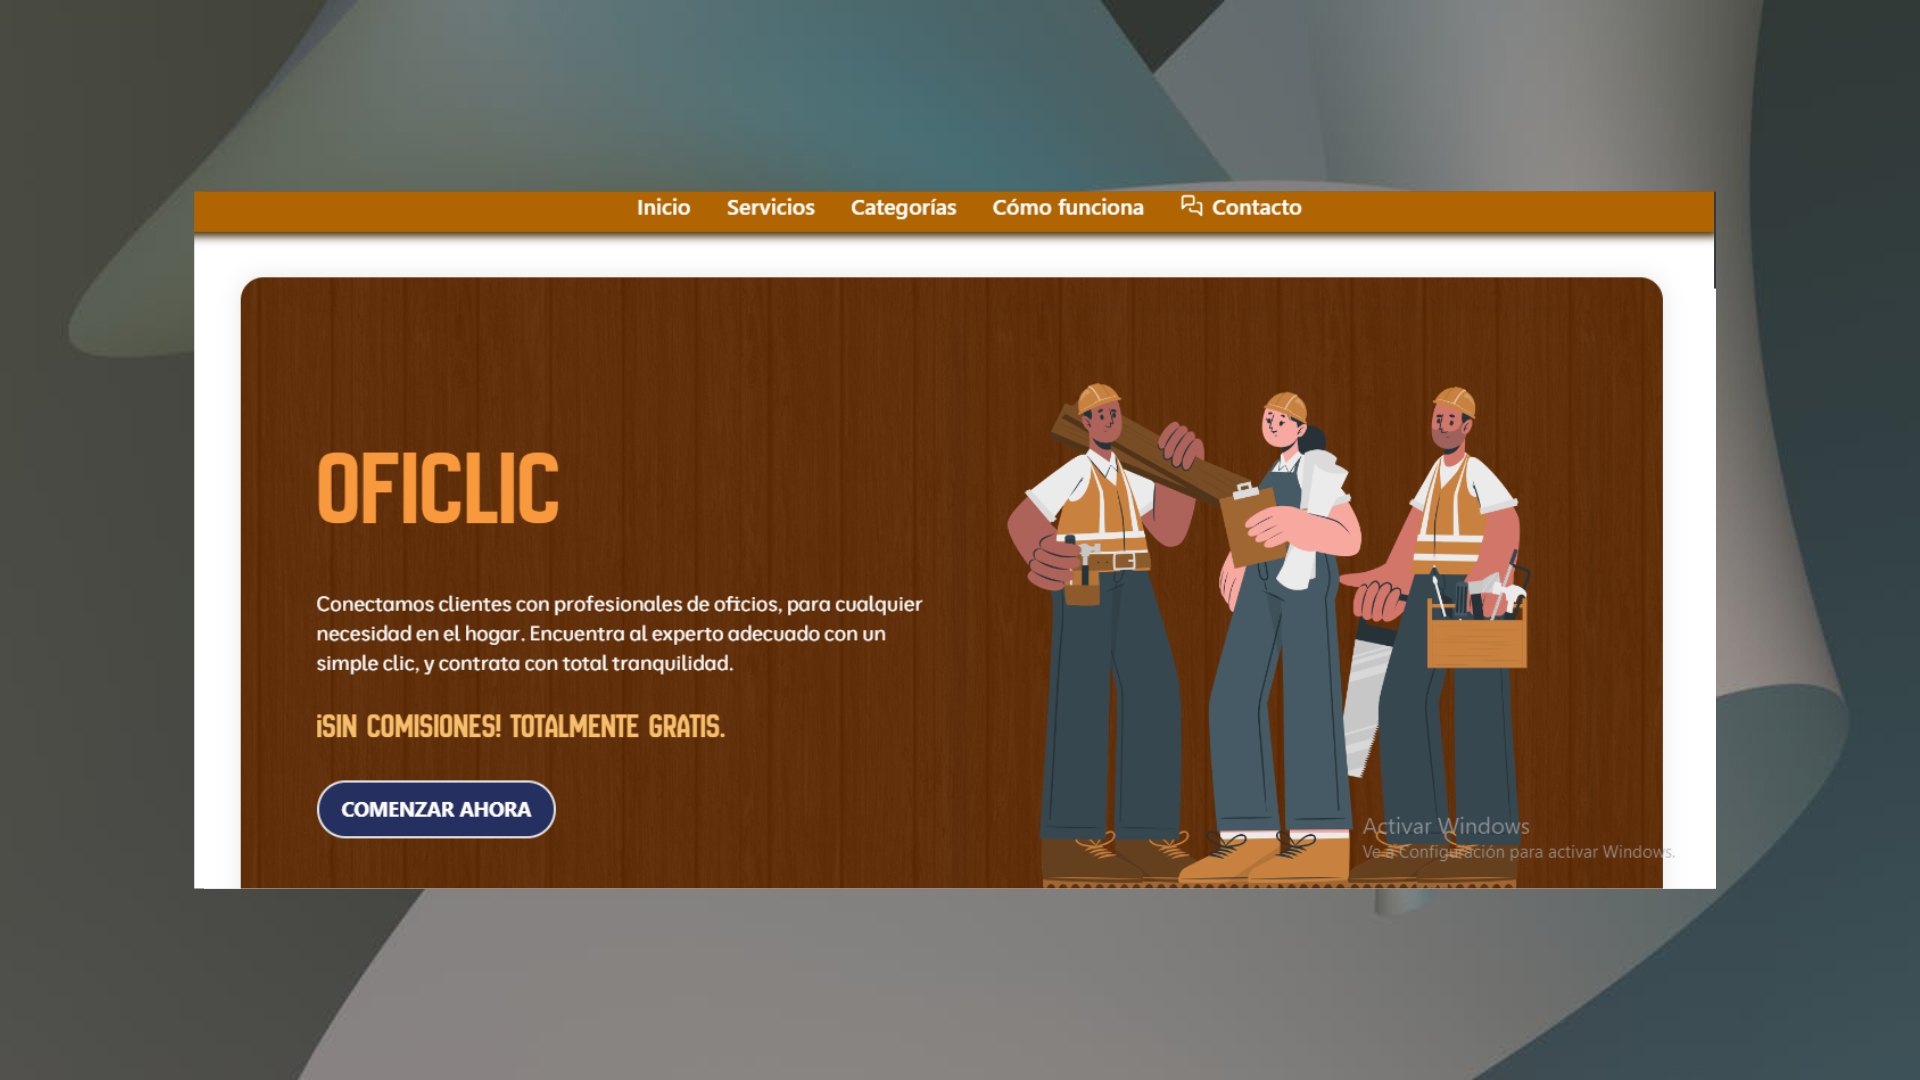 Inicio Servicios Categorías Cómo funciona Contacto
OFICLIC
Conectamos clientes con profesionales de oficios, para cualquier
necesidad en el hogar. Encuentra al experto adecuado con un
simple clic, y contrata con total tranquilidad.
¡SIN COMISIONES! TOTALMENTE GRATIS.
COMENZAR AHORA
Activar Windows
Ve a Configuración para activar Windows.